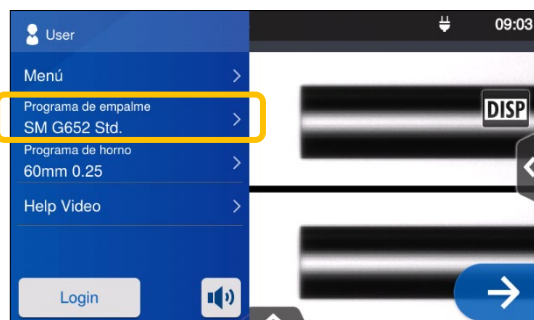 User
09:03
Menú
Programa de empalme
SM G652 Std.
DISP
Programa de horno
60mm 0.25
Help Video
Login